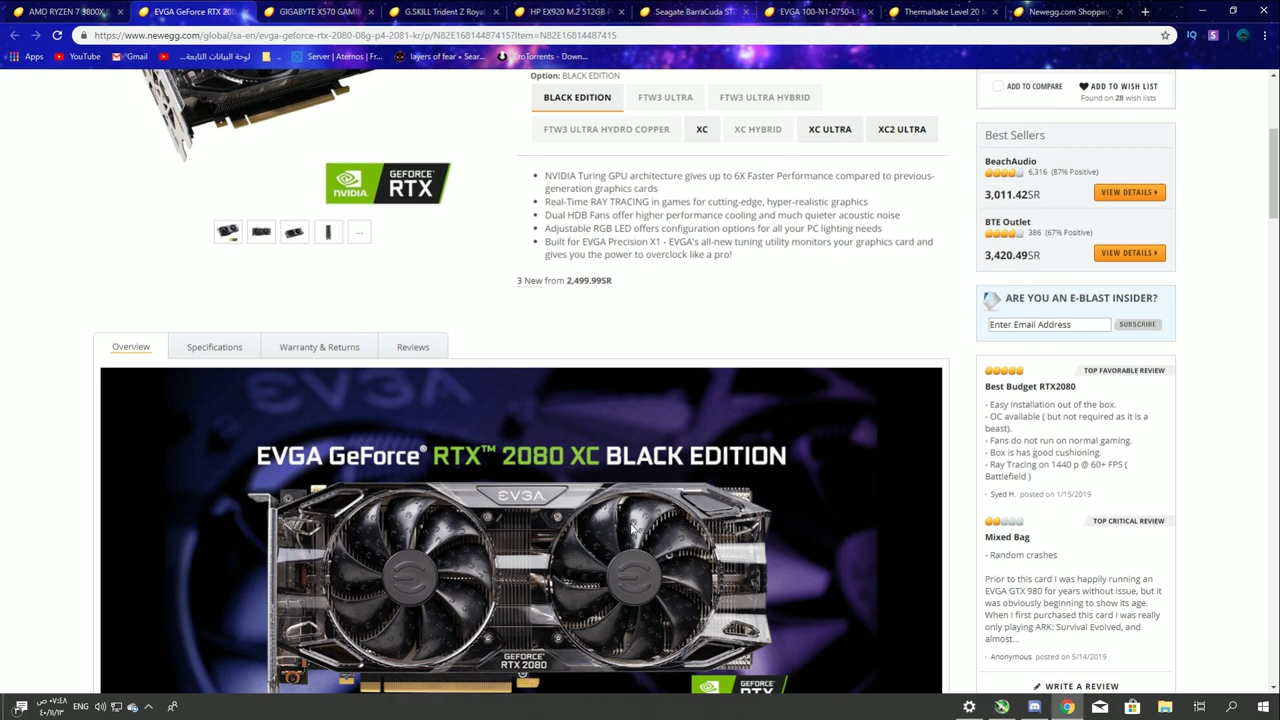 AMD RYZEN 7 3800X 8
EVGA GeForce RTX 208
GIGABYTE X570 GAMIN
G.SKILL Trident Z Royal
HP EX920 M.2 512GB P
Seagate BarraCuda ST
EVGA 100-N1-0750-L1
Thermaltake Level 20 M
Newegg.com Shopping
https://www.newegg.com/global/sa-en/evga-geforce-rtx-2080-08g-p4-2081-kr/p/N82E16814487415?Item=N82E16814487415
Apps
YouTube
Gmail
لوحة البيانات التابعة...
Server | Aternos | Fr...
layers of fear « Sear...
Torrents - Down...
Option: BLACK EDITION
BLACK EDITION
FTW3 ULTRA
FTW3 ULTRA HYBRID
FTW3 ULTRA HYDRO COPPER
XC
XC HYBRID
XC ULTRA
XC2 ULTRA
NVIDIA
GEFORCE
RTX
...
NVIDIA Turing GPU architecture gives up to 6X Faster Performance compared to previous-
generation graphics cards
Real-Time RAY TRACING in games for cutting-edge, hyper-realistic graphics
Dual HDB Fans offer higher performance cooling and much quieter acoustic noise
Adjustable RGB LED offers configuration options for all your PC lighting needs
Built for EVGA Precision X1 - EVGA's all-new tuning utility monitors your graphics card and
gives you the power to overclock like a pro!
3 New from 2,499.99SR
ADD TO COMPARE
ADD TO WISH LIST
Found on 28 wish lists
Best Sellers
BeachAudio
6,316 (87% Positive)
3,011.42SR
VIEW DETAILS
BTE Outlet
386 (67% Positive)
3,420.49SR
VIEW DETAILS
ARE YOU AN E-BLAST INSIDER?
Enter Email Address
SUBSCRIBE
TOP FAVORABLE REVIEW
Best Budget RTX2080
- Easy Installation out of the box.
- OC available ( but not required as it is a
beast).
- Fans do not run on normal gaming.
- Box is has good cushioning.
- Ray Tracing on 1440 p @ 60+ FPS (
Battlefield )
- Syed H. posted on 1/15/2019
TOP CRITICAL REVIEW
Mixed Bag
- Random crashes
Prior to this card I was happily running an
EVGA GTX 980 for years without issue, but it
was obviously beginning to show its age.
When I first purchased this card I was really
only playing ARK: Survival Evolved, and
almost...
- Anonymous posted on 5/14/2019
WRITE A REVIEW
Overview
Specifications
Warranty & Returns
Reviews
EVGA GeForce® RTX™ 2080 XC BLACK EDITION
EVGA
GEFORCE
RTX 2080
GEFORCE
RTX
ENG